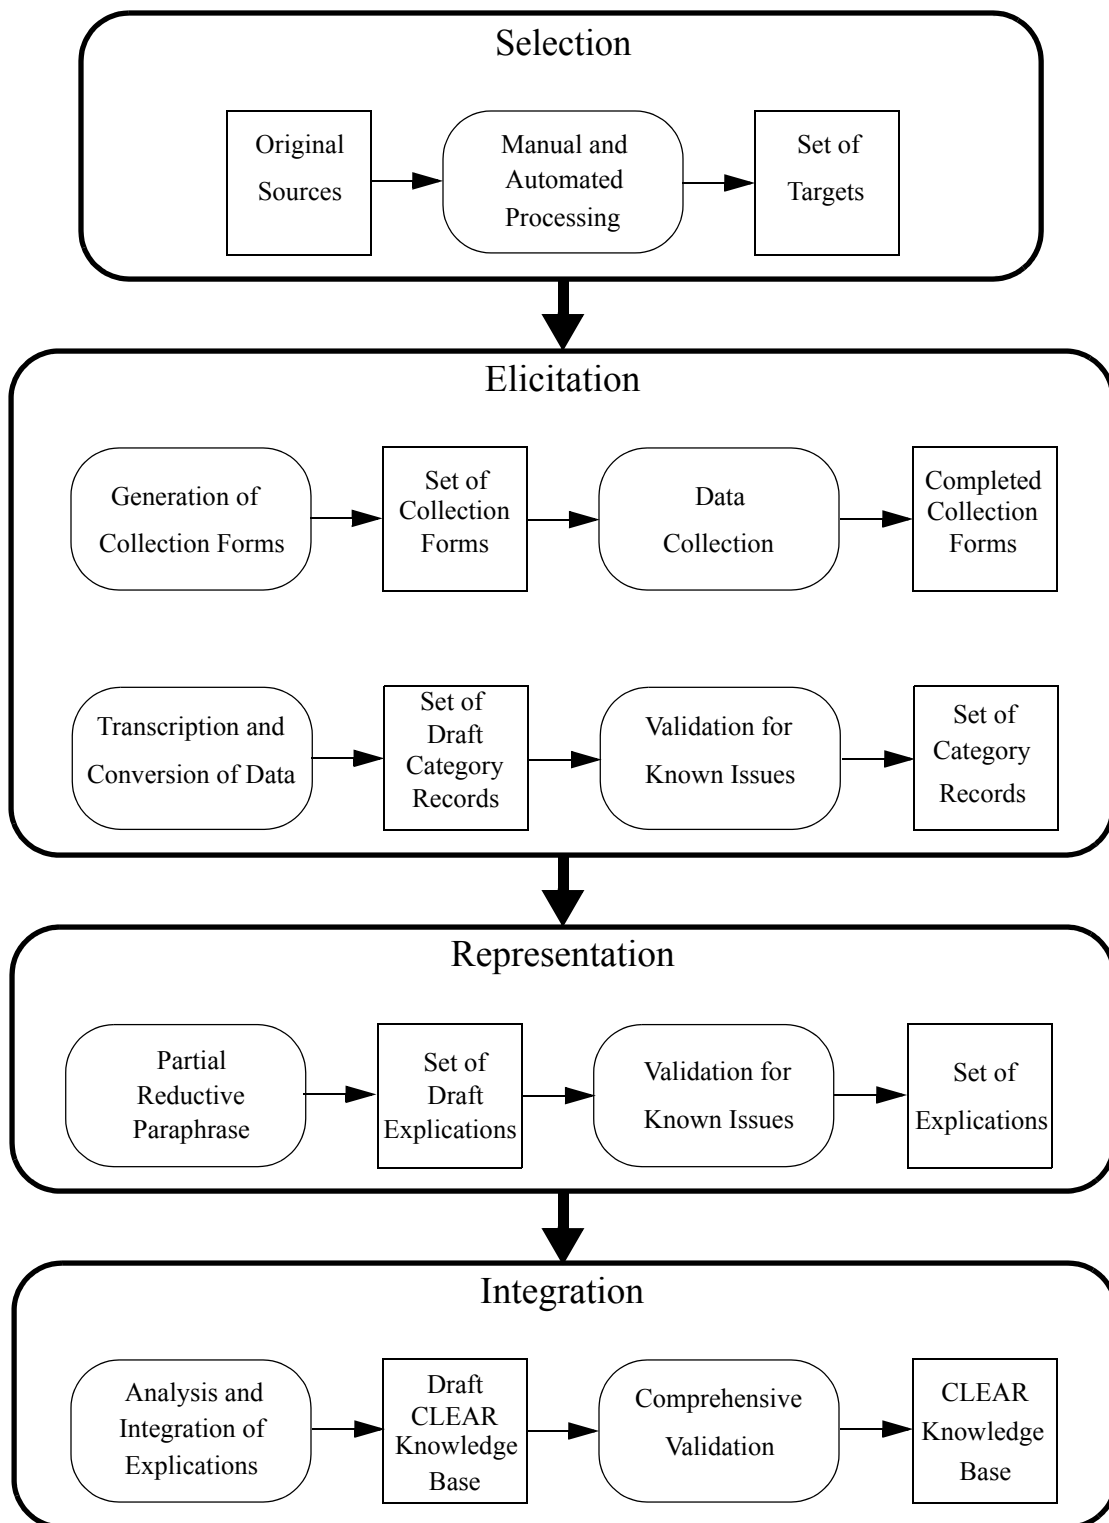 Selection
Original
Sources
Manual and
Automated
Processing
Set of
Targets
Elicitation
Generation of
Collection Forms
Set of
Collection
Forms
Data
Collection
Completed
Collection
Forms
Transcription and
Conversion of Data
Set of
Draft
Category
Records
Validation for
Known Issues
Set of
Category
Records
Representation
Partial
Reductive
Paraphrase
Set of
Draft
Explications
Validation for
Known Issues
Set of
Explications
Integration
Analysis and
Integration of
Explications
Draft
CLEAR
Knowledge
Base
Comprehensive
Validation
CLEAR
Knowledge
Base